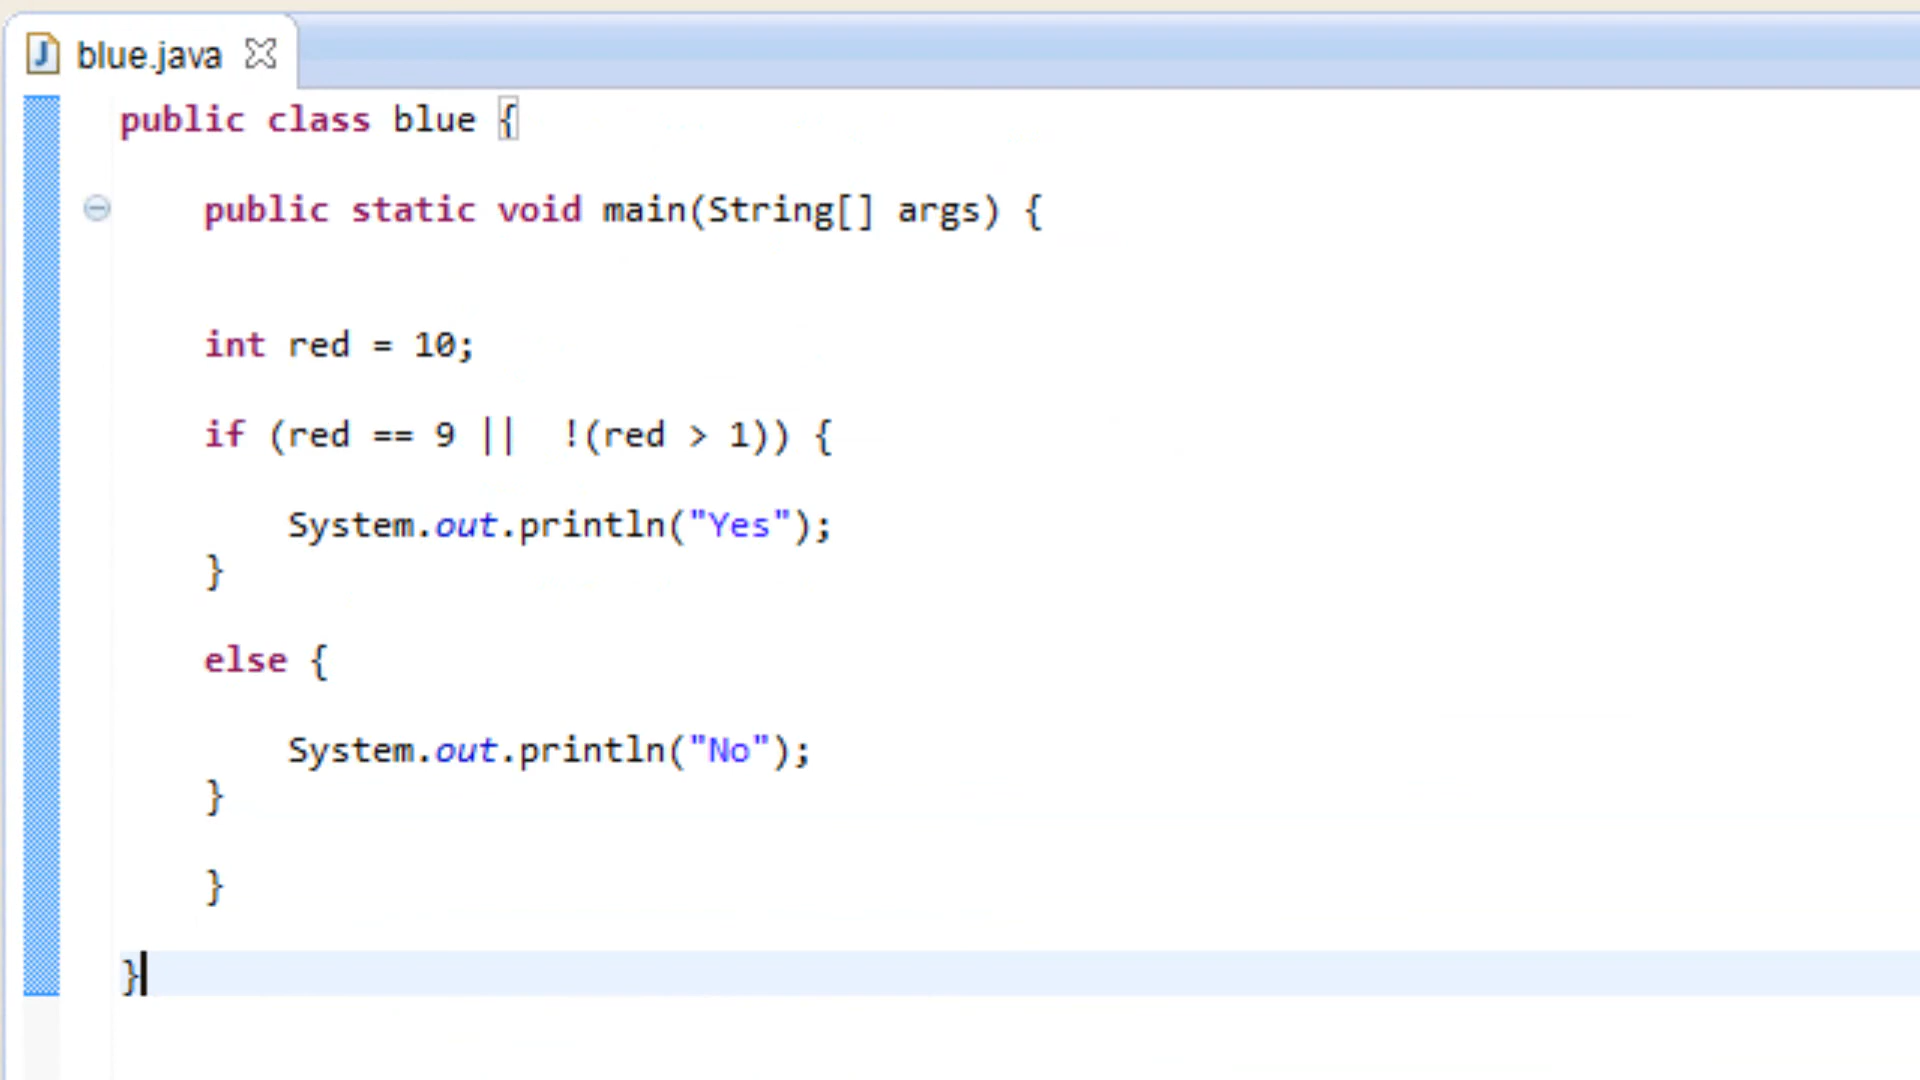 blue.java
public class blue {
public static void main(String[] args) {
int red = 10;
if (red == 9 ||  !(red > 1)) {
System.out.println("Yes");
}
else {
System.out.println("No");
}
}
}